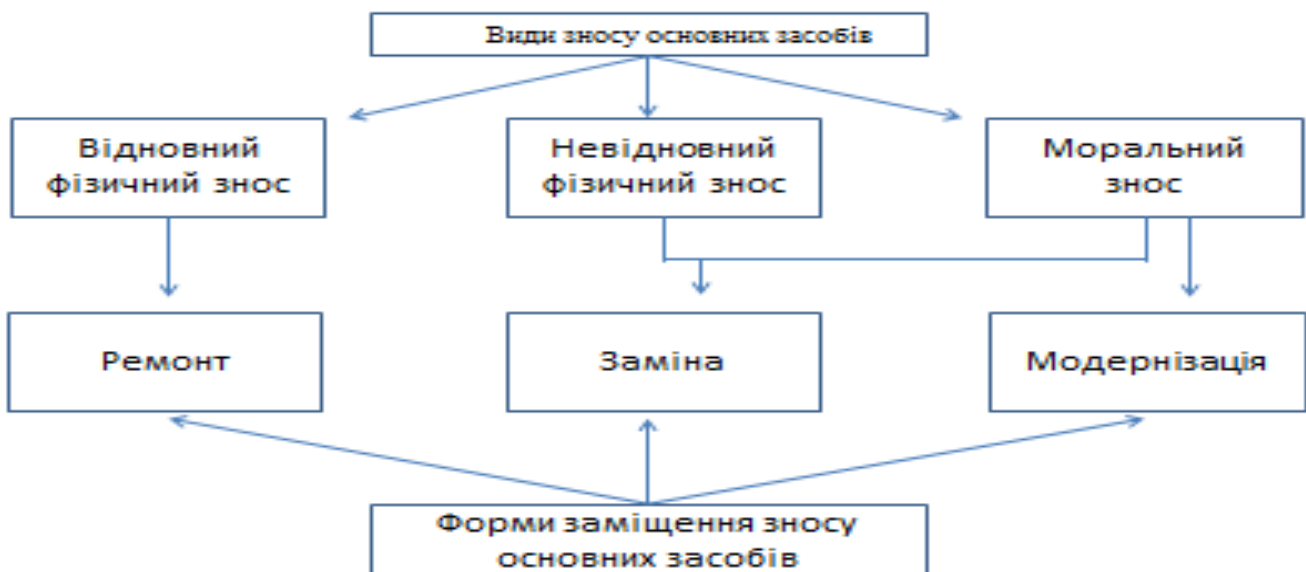 Види зносу основних засобів
Відновний
фізичний знос
Невідновний
фізичний знос
Моральний
знос
Ремонт
Заміна
Модернізація
Форми заміщення зносу
основних засобів